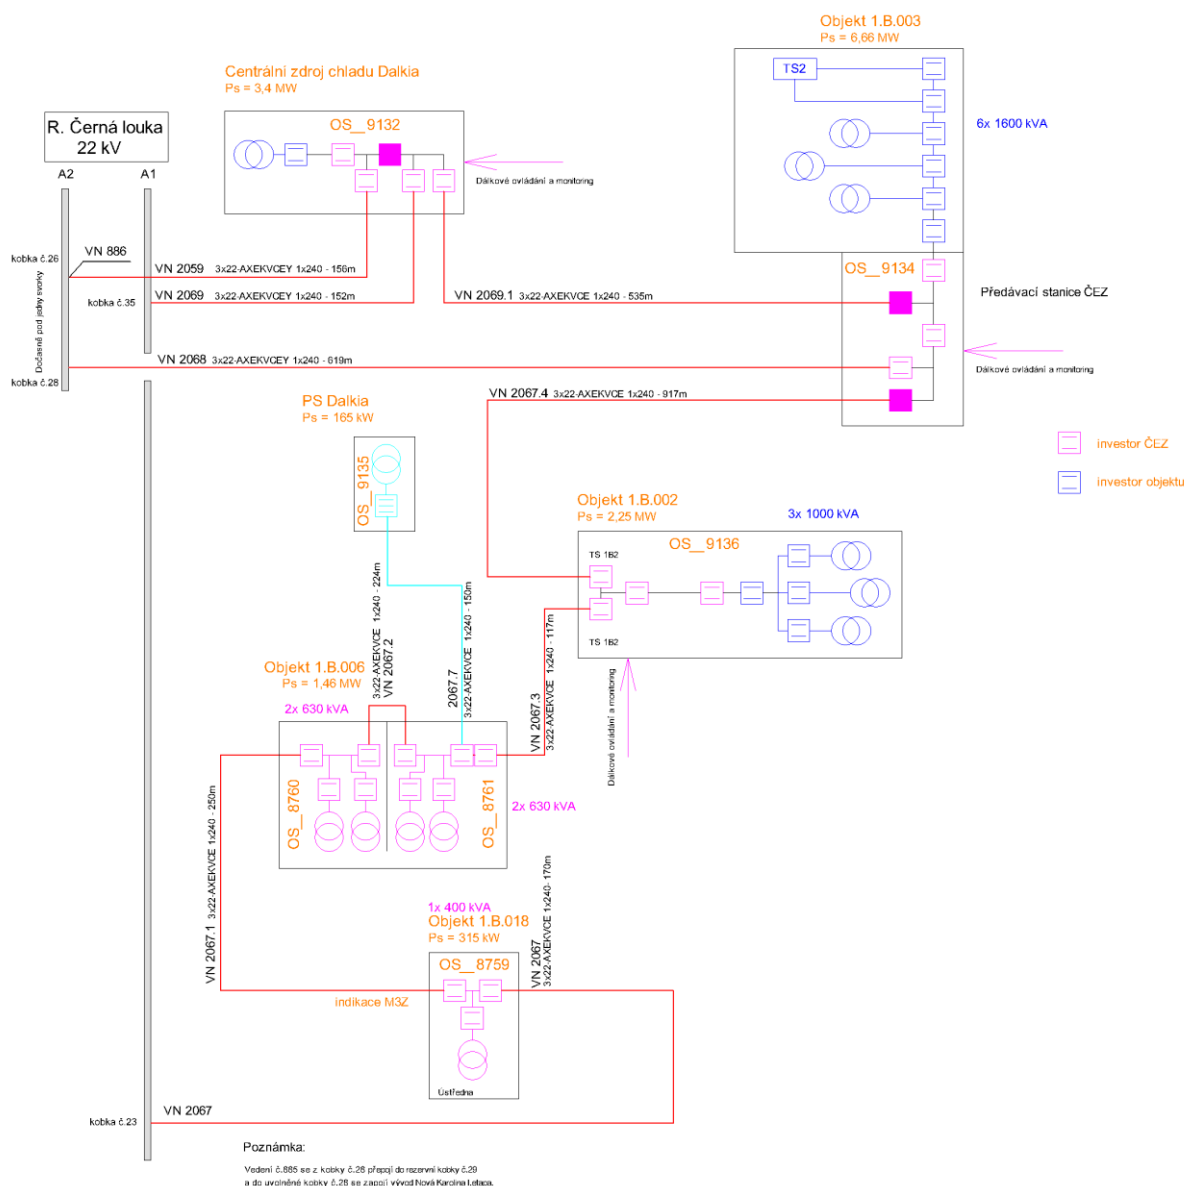 Objekt 1.B.003
Ps = 6,66 MW
Centrálni zdroj chladu Dalkia
Ps = 3,4 MW
TS2
R. Černá louka
22 kV
OS__9132
6x 1600 kVA
A2
A1
Dálkové ovládání a monitoring
VN 886
kobka č.26
VN 2059 3x22-AXEKVCEY 1x240 - 156m
OS__9134
Předávací stanice ČEZ
kobka č.35
VN 2069 3x22-AXEKVCEY 1x240 - 152m
VN 2069.1 3x22-AXEKVCE 1x240 - 535m
Dočasně pod jedny svorky
VN 2068 3x22-AXEKVCEY 1x240 - 619m
Dálkové ovládání a monitoring
kobka č.28
VN 2067.4 3x22-AXEKVCE 1x240 - 917m
PS Dalkia
Ps = 165 kW
investor ČEZ
investor objektu
OS__9135
Objekt 1.B.002
Ps = 2,25 MW
3x 1000 kVA
OS__9136
TS 1B2
TS 1B2
3x22-AXEKVCE 1x240 - 224m
VN 2067.2
2067.7
3x22-AXEKVCE 1x240 - 150m
VN 2067.3
3x22-AXEKVCE 1x240 - 117m
Dálkové ovládání a monitoring
Objekt 1.B.006
Ps = 1,46 MW
2x 630 kVA
OS__8760
OS__8761
2x 630 kVA
VN 2067.1 3x22-AXEKVCE 1x240 - 250m
1x 400 kVA
Objekt 1.B.018
Ps = 315 kW
VN 2067
3x22-AXEKVCE 1x240- 170m
OS__8759
indikace M3Z
Ústředna
kobka č.23
VN 2067
Poznámka:
Vedení č.885 se z kobky č.28 přepojí do rezervní kobky č.29
a do uvolněné kobky č.28 se zapojí vývod Nová Karolina I.etapa.